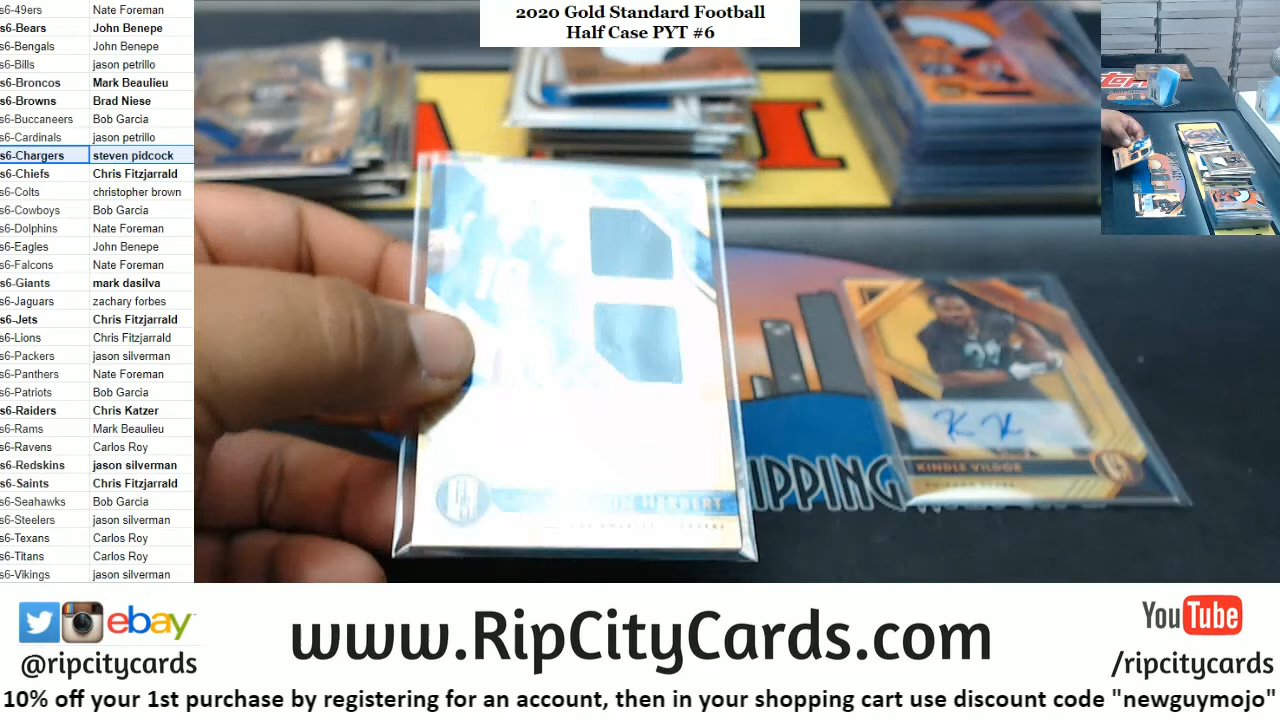 2020 Gold Standard Football
Half Case PYT #6
s6-49ers Nate Foreman
s6-Bears John Benepe
s6-Bengals John Benepe
s6-Bills jason petrillo
s6-Broncos Mark Beaulieu
s6-Browns Brad Niese
s6-Buccaneers Bob Garcia
s6-Cardinals jason petrillo
s6-Chargers steven pidcock
s6-Chiefs Chris Fitzjarrald
s6-Colts christopher brown
s6-Cowboys Bob Garcia
s6-Dolphins Nate Foreman
s6-Eagles John Benepe
s6-Falcons Nate Foreman
s6-Giants mark dasilva
s6-Jaguars zachary forbes
s6-Jets Chris Fitzjarrald
s6-Lions Chris Fitzjarrald
s6-Packers jason silverman
s6-Panthers Nate Foreman
s6-Patriots Bob Garcia
s6-Raiders Chris Katzer
s6-Rams Mark Beaulieu
s6-Ravens Carlos Roy
s6-Redskins jason silverman
s6-Saints Chris Fitzjarrald
s6-Seahawks Bob Garcia
s6-Steelers jason silverman
s6-Texans Carlos Roy
s6-Titans Carlos Roy
s6-Vikings jason silverman
HERBERT
IPPING
KINDLE VILDOR
ebay
@ripcitycards
www.RipCityCards.com
YouTube
/ripcitycards
10% off your 1st purchase by registering for an account, then in your shopping cart use discount code "newguymojo"